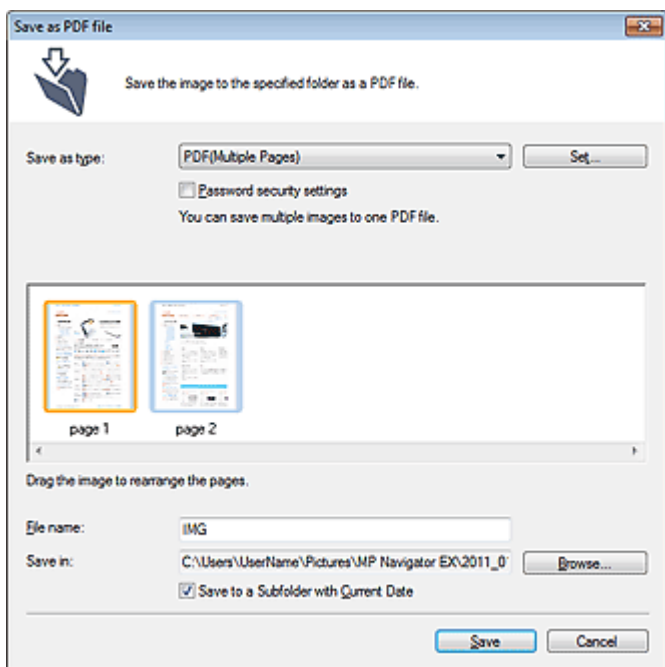 Save as PDF file
Save the image to the specified folder as a PDF file.
Save as type: PDF(Multiple Pages) Set...
Password security settings
You can save multiple images to one PDF file.
page 1 page 2
Drag the image to rearrange the pages.
File name: IMG
Save in: C:\Users\UserName\Pictures\MP Navigator EX\2011_0 Browse...
Save to a Subfolder with Current Date
Save Cancel